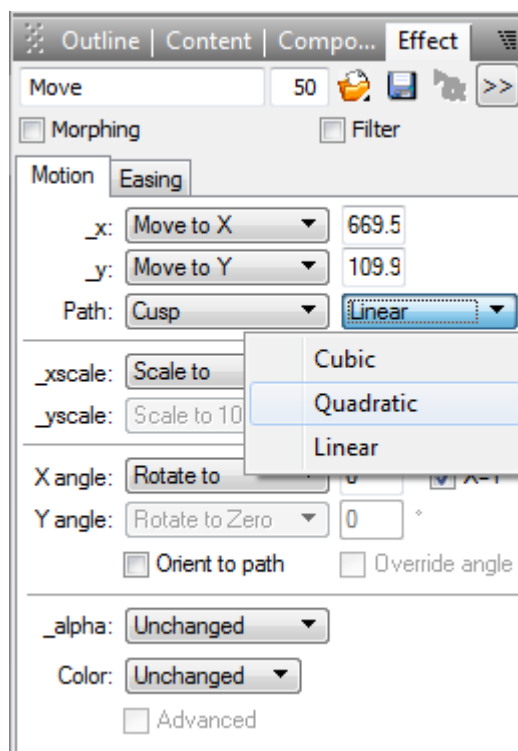 Outline | Content | Compo... Effect
Move 50 >>
Morphing Filter
Motion Easing
_x: Move to X 669.5
_y: Move to Y 109.9
Path: Cusp Linear
Cubic
_xscale: Scale to
Quadratic
_yscale: Scale to 10
Linear
X angle: Rotate to
Y angle: Rotate to Zero 0 °
Orient to path Override angle
_alpha: Unchanged
Color: Unchanged
Advanced